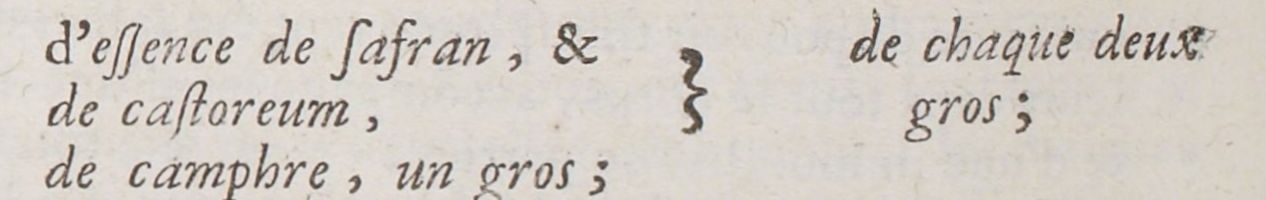 d'eſſence de ſafran, & } de chaque deux
de caſtoreum, gros;
de camphre, un gros;